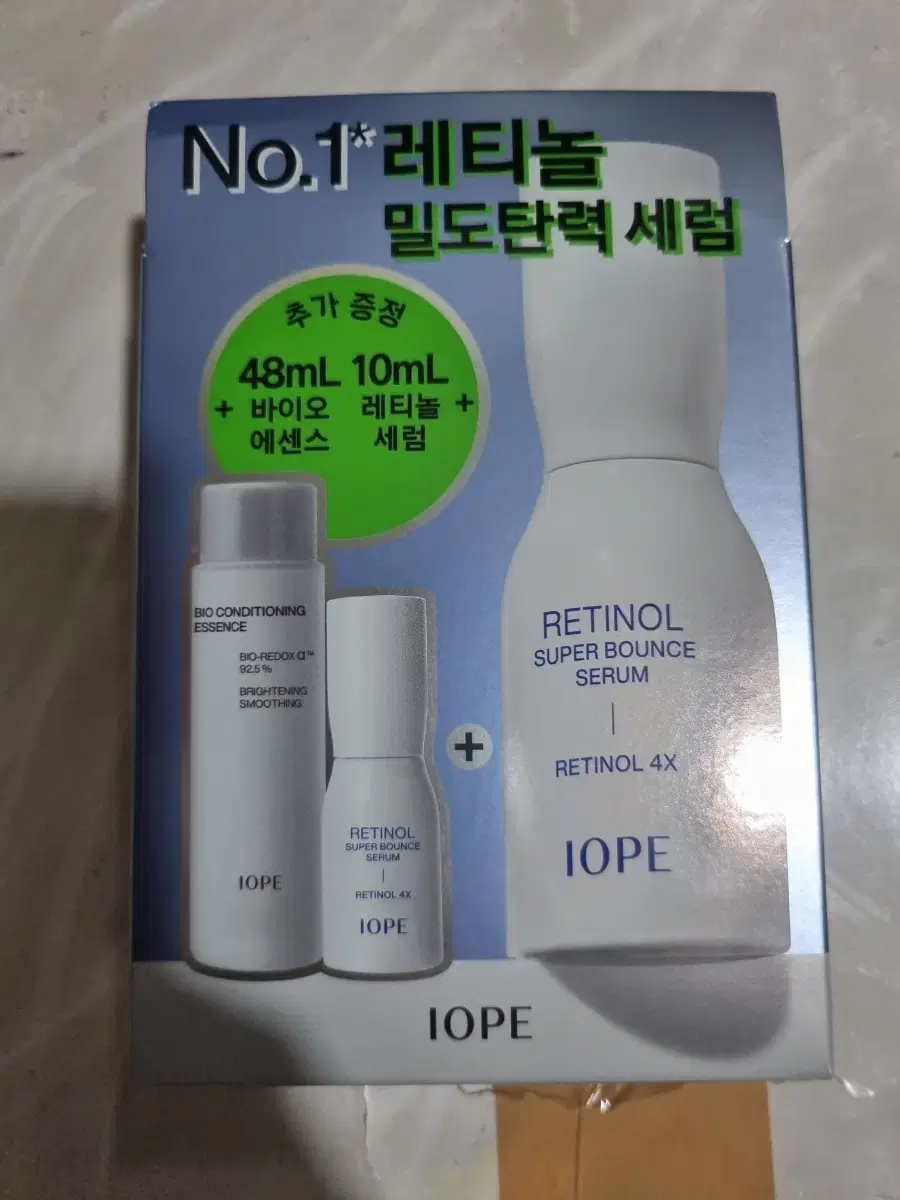 No.1* 레티놀
밀도탄력 세럼
추가 증정
48mL 10mL
+ 바이오 레티놀 +
에센스 세럼
BIO CONDITIONING
ESSENCE
BIO-REDOX α™
92.5%
BRIGHTENING
SMOOTHING
IOPE
RETINOL
SUPER BOUNCE
SERUM
RETINOL 4X
IOPE
+
RETINOL
SUPER BOUNCE
SERUM
RETINOL 4X
IOPE
IOPE